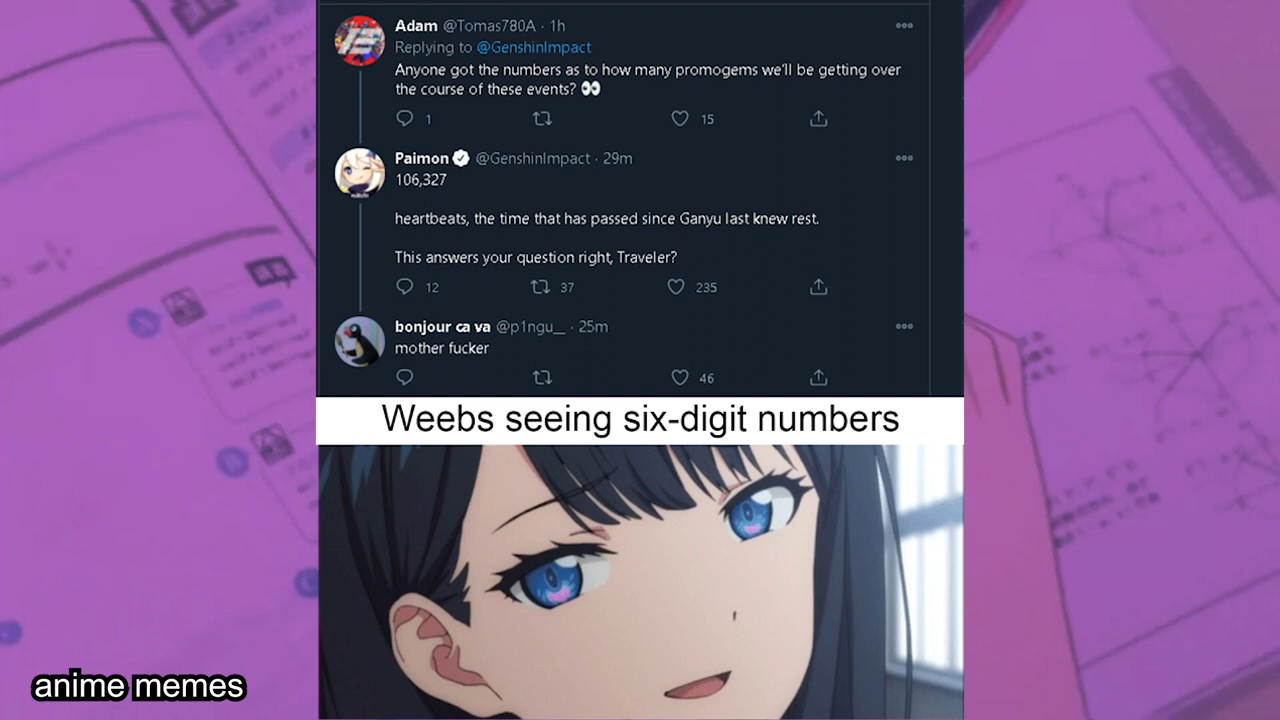 Adam @Tomas780A · 1h
Replying to @GenshinImpact
Anyone got the numbers as to how many promogems we'll be getting over
the course of these events? 👀
1 15
Paimon @GenshinImpact · 29m
106,327
heartbeats, the time that has passed since Ganyu last knew rest.
This answers your question right, Traveler?
12 37 235
bonjour ca va @p1ngu__ · 25m
mother fucker
46
Weebs seeing six-digit numbers
anime memes